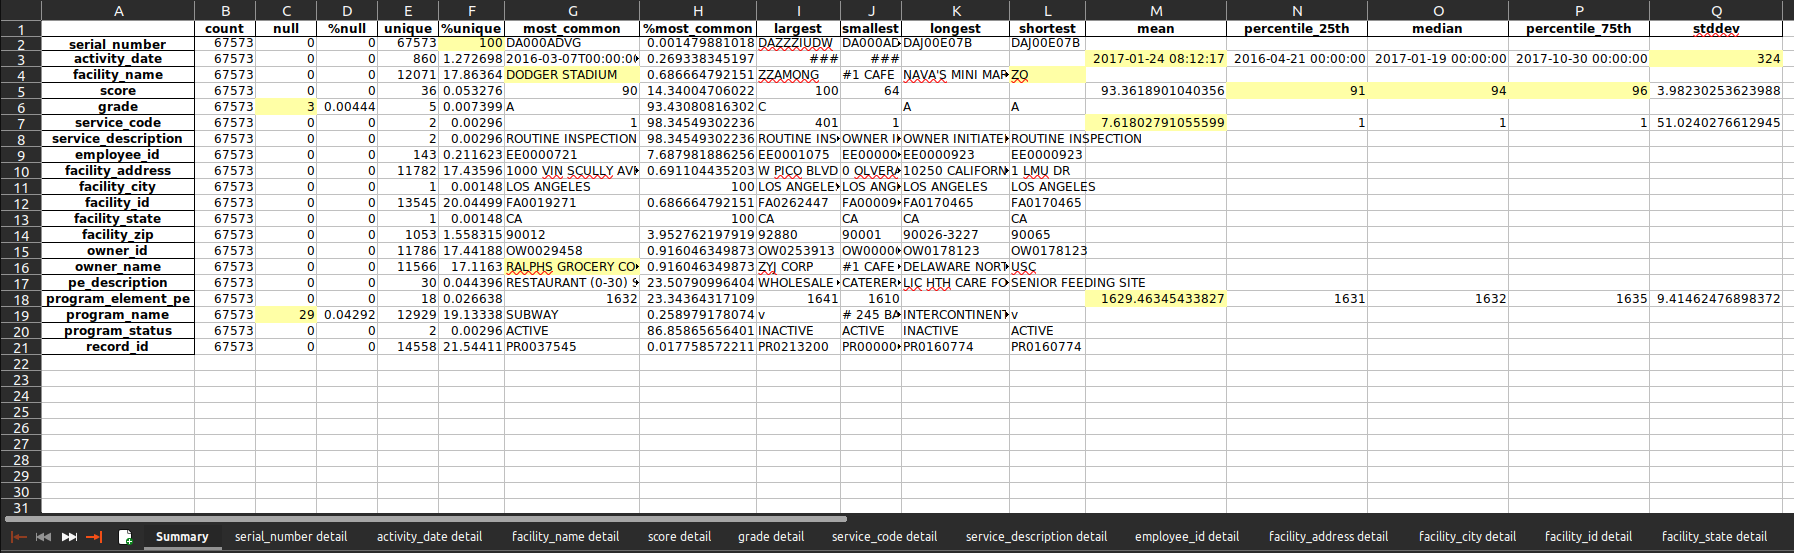 A B C D E F G H I J K L M N O P Q
1 count null %null unique %unique most_common %most_common largest smallest longest shortest mean percentile_25th median percentile_75th stddev
2 serial_number 67573 0 0 67573 100 DA000ADVG 0.001479881018 DAZZZIUDW DA000AD DAJ00E07B DAJ00E07B
3 activity_date 67573 0 0 860 1.272698 2016-03-07T00:00:0 0.269338345197 ### ### 2017-01-24 08:12:17 2016-04-21 00:00:00 2017-01-19 00:00:00 2017-10-30 00:00:00 324
4 facility_name 67573 0 0 12071 17.86364 DODGER STADIUM 0.686664792151 ZZAMONG #1 CAFE NAVA'S MINI MAR ZQ
5 score 67573 0 0 36 0.053276 90 14.34004706022 100 64 93.3618901040356 91 94 96 3.98230253623988
6 grade 67573 3 0.00444 5 0.007399 A 93.43080816302 C A A
7 service_code 67573 0 0 2 0.00296 1 98.34549302236 401 1 7.61802791055599 1 1 1 51.0240276612945
8 service_description 67573 0 0 2 0.00296 ROUTINE INSPECTION 98.34549302236 ROUTINE INS OWNER I OWNER INITIATE ROUTINE INSPECTION
9 employee_id 67573 0 0 143 0.211623 EE0000721 7.687981886256 EE0001075 EE00000 EE0000923 EE0000923
10 facility_address 67573 0 0 11782 17.43596 1000 VIN SCULLY AV 0.691104435203 W PICO BLVD 0 OLVERA 10250 CALIFORN 1 LMU DR
11 facility_city 67573 0 0 1 0.00148 LOS ANGELES 100 LOS ANGELE LOS ANG LOS ANGELES LOS ANGELES
12 facility_id 67573 0 0 13545 20.04499 FA0019271 0.686664792151 FA0262447 FA00009 FA0170465 FA0170465
13 facility_state 67573 0 0 1 0.00148 CA 100 CA CA CA CA
14 facility_zip 67573 0 0 1053 1.558315 90012 3.952762197919 92880 90001 90026-3227 90065
15 owner_id 67573 0 0 11786 17.44188 OW0029458 0.916046349873 OW0253913 OW0000 OW0178123 OW0178123
16 owner_name 67573 0 0 11566 17.1163 RALPHS GROCERY CO 0.916046349873 ZYJ CORP #1 CAFE DELAWARE NORT USC
17 pe_description 67573 0 0 30 0.044396 RESTAURANT (0-30) S 23.50790996404 WHOLESALE CATERER LIC HTH CARE FO SENIOR FEEDING SITE
18 program_element_pe 67573 0 0 18 0.026638 1632 23.34364317109 1641 1610 1629.46345433827 1631 1632 1635 9.41462476898372
19 program_name 67573 29 0.04292 12929 19.13338 SUBWAY 0.258979178074 v # 245 BA INTERCONTINENT v
20 program_status 67573 0 0 2 0.00296 ACTIVE 86.85865656401 INACTIVE ACTIVE INACTIVE ACTIVE
21 record_id 67573 0 0 14558 21.54411 PR0037545 0.017758572211 PR0213200 PR00000 PR0160774 PR0160774
22
23
24
25
26
27
28
29
30
31
Summary serial_number detail activity_date detail facility_name detail score detail grade detail service_code detail service_description detail employee_id detail facility_address detail facility_city detail facility_id detail facility_state detail